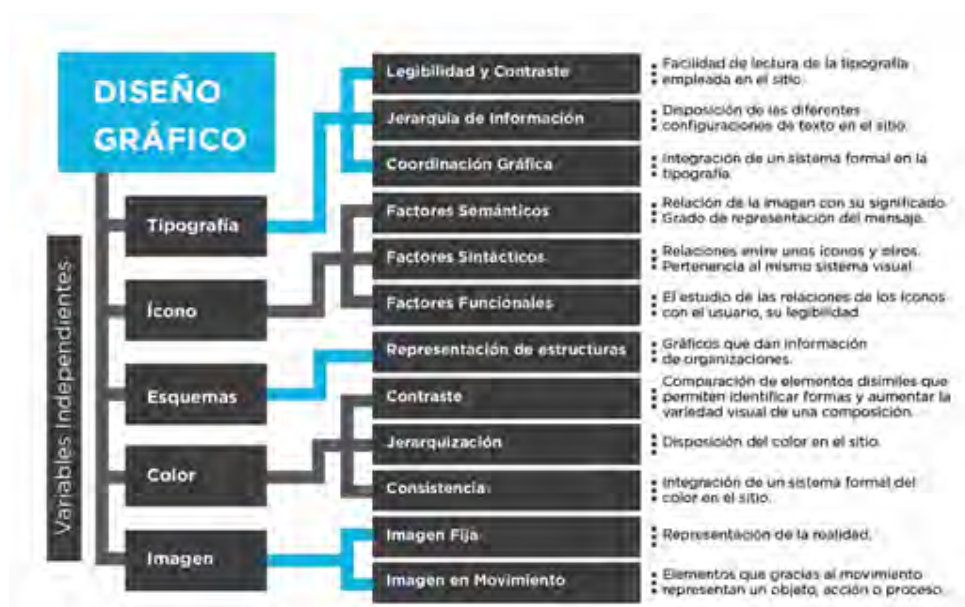 DISEÑO
GRÁFICO
Variables Independientes
Tipografía
Legibilidad y Contraste
Facilidad de lectura de la tipografía
empleada en el sitio.
Jerarquía de Información
Disposición de las diferentes
configuraciones de texto en el sitio.
Coordinación Gráfica
Integración de un sistema formal en la
tipografía.
Ícono
Factores Semánticos
Relación de la imagen con su significado.
Grado de representación del mensaje.
Factores Sintácticos
Relaciones entre unos íconos y otros.
Pertenencia al mismo sistema visual
Factores Funcionales
El estudio de las relaciones de los íconos
con el usuario, su legibilidad
Esquemas
Representación de estructuras
Gráficos que dan información
de organizaciones.
Color
Contraste
Comparación de elementos disímiles que
permiten identificar formas y aumentar la
variedad visual de una composición.
Jerarquización
Disposición del color en el sitio.
Consistencia
Integración de un sistema formal del
color en el sitio.
Imagen
Imagen Fija
Representación de la realidad.
Imagen en Movimiento
Elementos que gracias al movimiento
representan un objeto, acción o proceso.